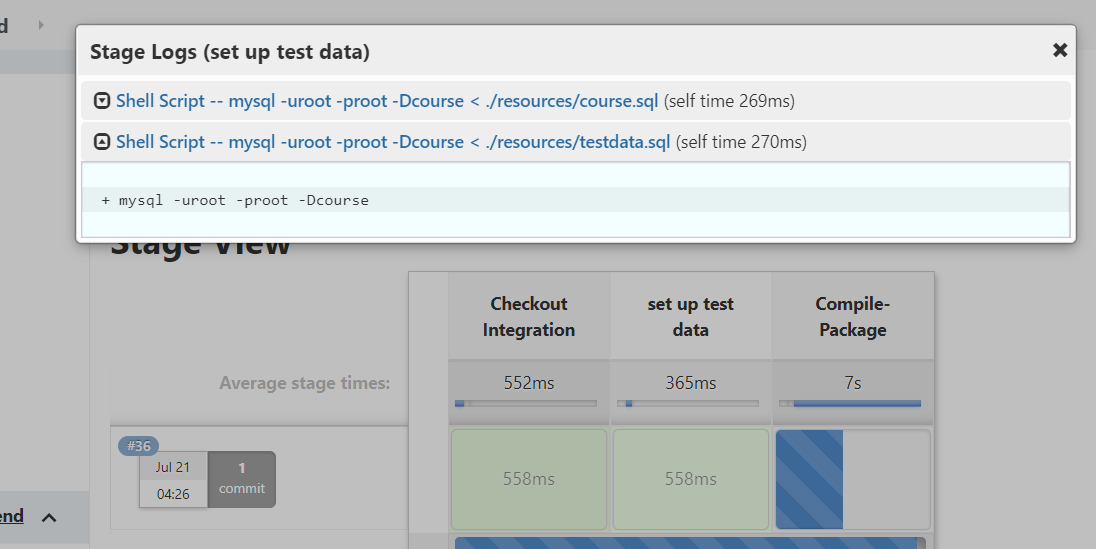 d
Stage Logs (set up test data)
Shell Script -- mysql -uroot -proot -Dcourse < ./resources/course.sql (self time 269ms)
Shell Script -- mysql -uroot -proot -Dcourse < ./resources/testdata.sql (self time 270ms)
+ mysql -uroot -proot -Dcourse
Stage View
Checkout
Integration
set up test
data
Compile-
Package
Average stage times:
552ms
365ms
7s
#36
Jul 21
04:26
1
commit
558ms
558ms
end